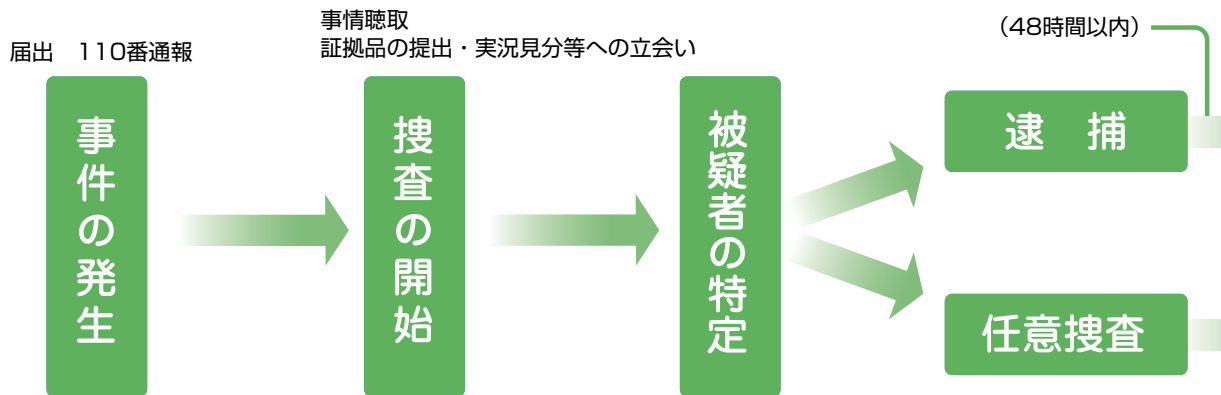 届出　110番通報
事情聴取
証拠品の提出・実況見分等への立会い
（48時間以内）
事件の発生
捜査の開始
被疑者の特定
逮　捕
任意捜査